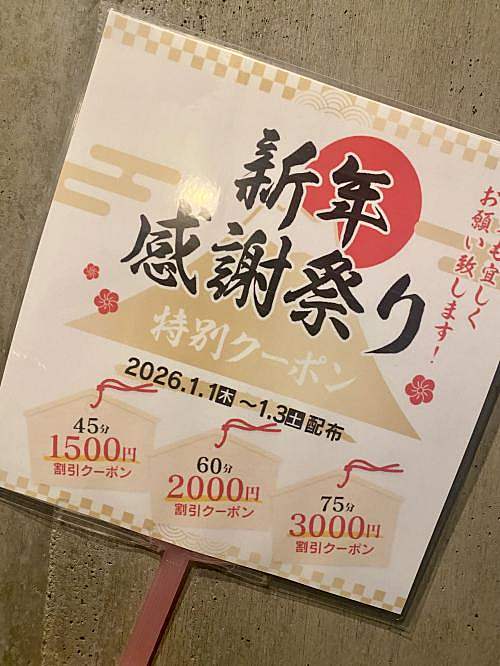 新年
感謝祭り
特別クーポン
2026.1.1木～1.3土配布
も宜しく
お願い致します！
45分
1500円
割引クーポン
60分
2000円
割引クーポン
75分
3000円
割引クーポン